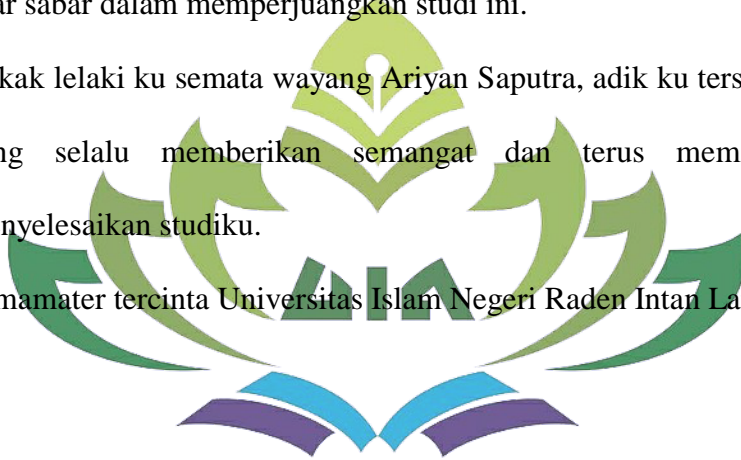 ar sabar dalam memperjuangkan studi ini.
kak lelaki ku semata wayang Ariyan Saputra, adik ku ters
ng selalu memberikan semangat dan terus mem
nyelesaikan studiku.
mamater tercinta Universitas Islam Negeri Raden Intan La